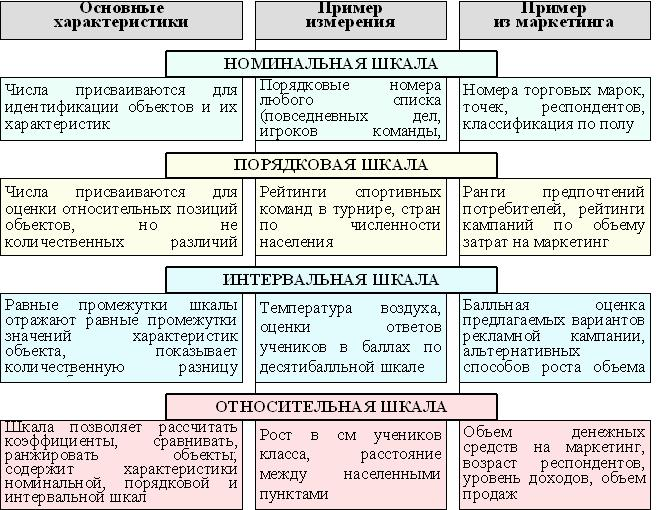 Основные
характеристики
Пример
измерения
Пример
из маркетинга
НОМИНАЛЬНАЯ ШКАЛА
Числа присваиваются для
идентификации объектов и их
характеристик
Порядковые номера
любого списка
(повседневных дел,
игроков команды,
Номера торговых марок,
точек, респондентов,
классификация по полу
ПОРЯДКОВАЯ ШКАЛА
Числа присваиваются для
оценки относительных позиций
объектов, но не
количественных различий
Рейтинги спортивных
команд в турнире, стран
по численности
населения
Ранги предпочтений
потребителей, рейтинги
кампаний по объему
затрат на маркетинг
ИНТЕРВАЛЬНАЯ ШКАЛА
Равные промежутки шкалы
отражают равные промежутки
значений характеристик
объекта, показывает
количественную разницу
Температура воздуха,
оценки ответов
учеников в баллах по
десятибалльной шкале
Балльная оценка
предлагаемых вариантов
рекламной кампании,
альтернативных
способов роста объема
ОТНОСИТЕЛЬНАЯ ШКАЛА
Шкала позволяет рассчитать
коэффициенты, сравнивать,
ранжировать объекты;
содержит характеристики
номинальной, порядковой и
интервальной шкал
Рост в см учеников
класса, расстояние
между населенными
пунктами
Объем денежных
средств на маркетинг,
возраст респондентов,
уровень доходов, объем
продаж